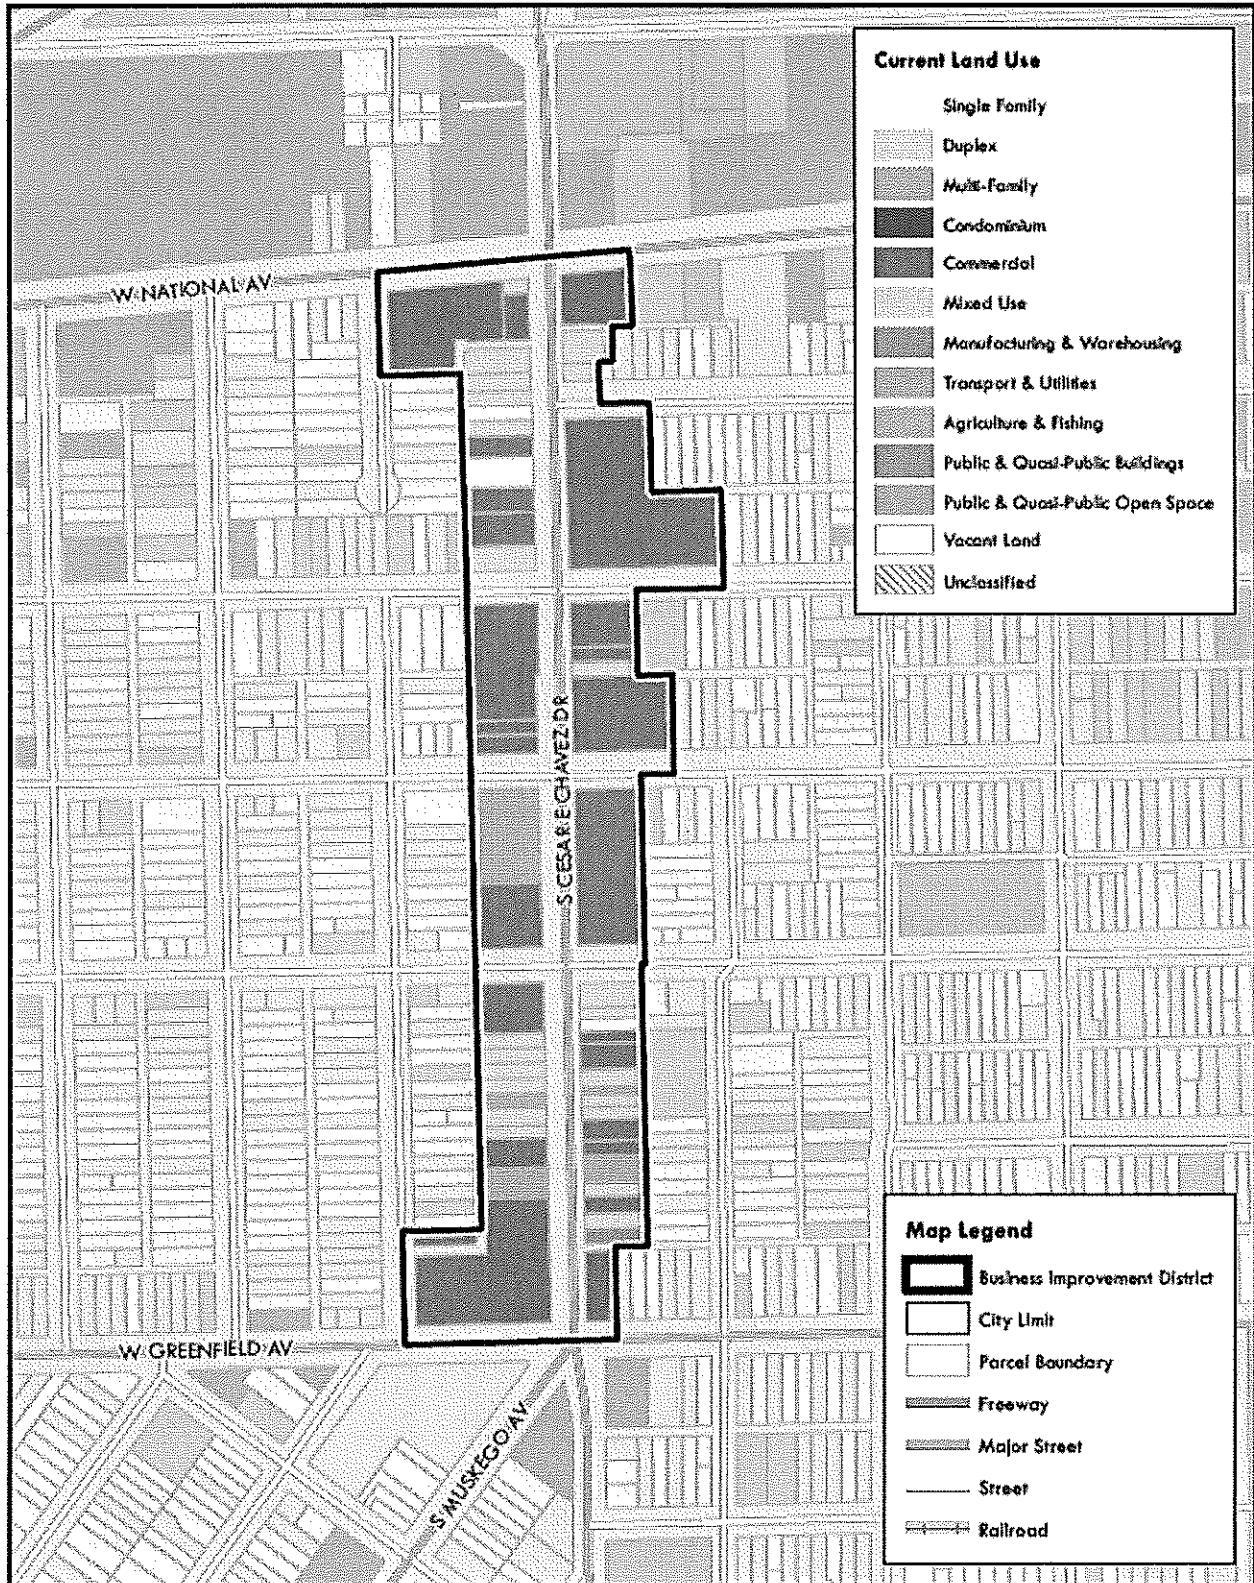 Current Land Use
Single Family
Duplex
Multi-Family
Condominium
Commercial
Mixed Use
Manufacturing & Warehousing
Transport & Utilities
Agriculture & Fishing
Public & Quasi-Public Buildings
Public & Quasi-Public Open Space
Vacant Land
Unclassified
W NATIONAL AV
S CESAR E CHAVEZ DR
W GREENFIELD AV
S MUSKEGO AV
Map Legend
Business Improvement District
City Limit
Parcel Boundary
Freeway
Major Street
Street
Railroad